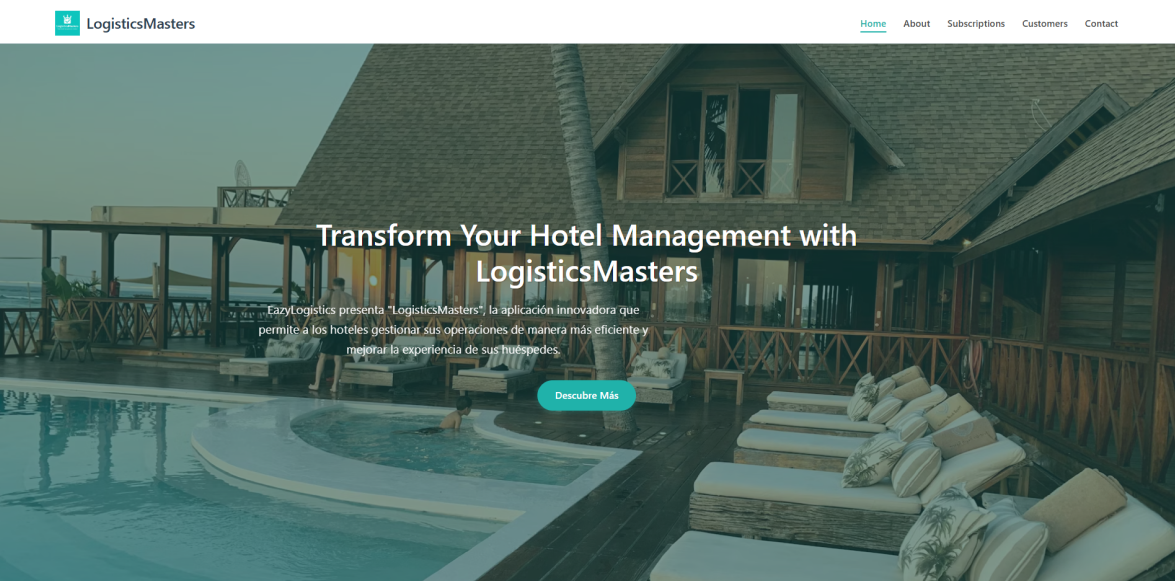 LogisticsMasters
Home About Subscriptions Customers Contact
Transform Your Hotel Management with
LogisticsMasters
EazyLogistics presenta "LogisticsMasters", la aplicación innovadora que
permite a los hoteles gestionar sus operaciones de manera más eficiente y
mejorar la experiencia de sus huéspedes.
Descubre Más